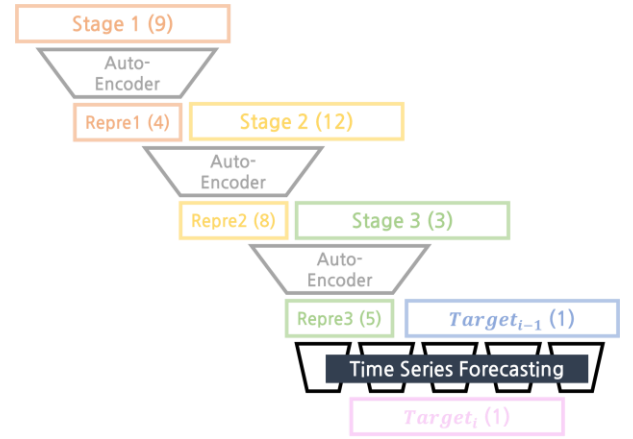 Stage 1 (9)
Auto-
Encoder
Repre1 (4) Stage 2 (12)
Auto-
Encoder
Repre2 (8) Stage 3 (3)
Auto-
Encoder
Repre3 (5) Target_{i-1} (1)
Time Series Forecasting
Target_i (1)